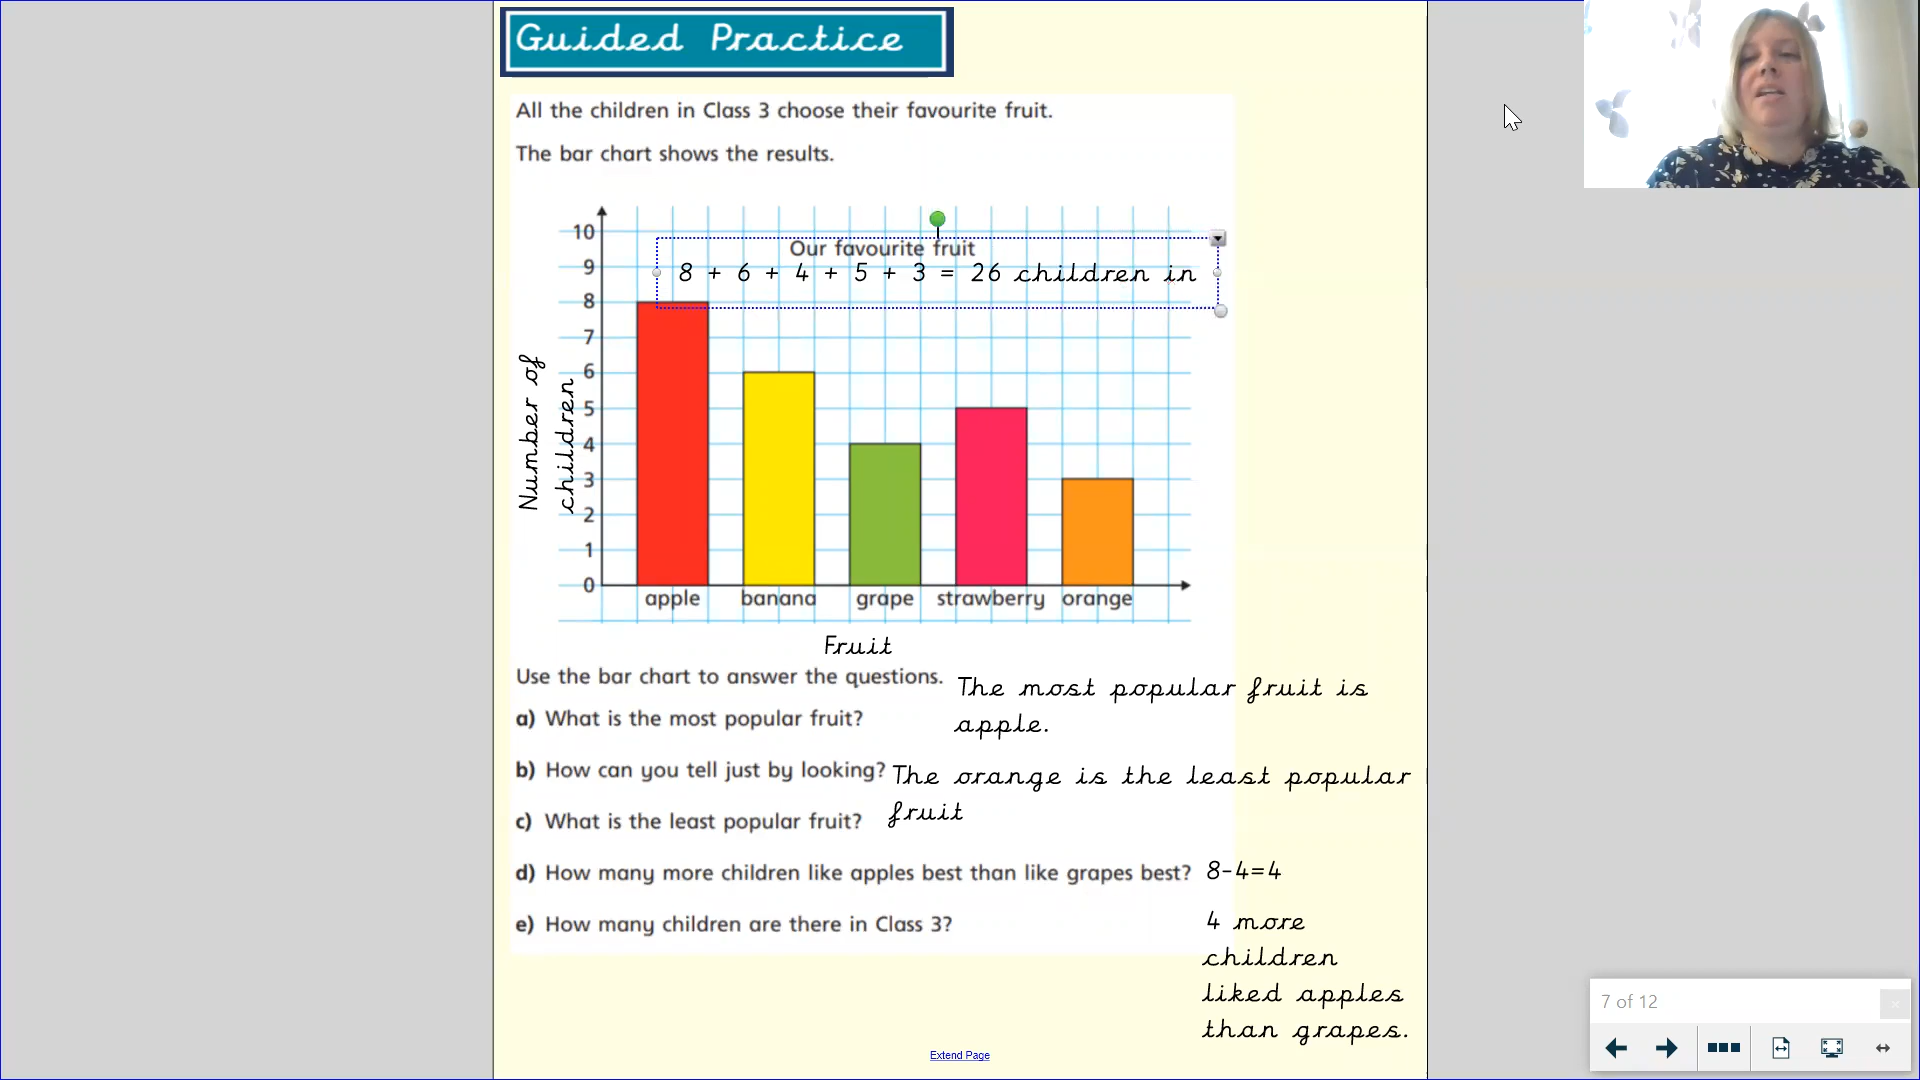 Guided Practice
All the children in Class 3 choose their favourite fruit.
The bar chart shows the results.
Our favourite fruit
8 + 6 + 4 + 5 + 3 = 26 children in
10
9
8
7
6
5
4
3
2
1
0
Number of
children
apple banana grape strawberry orange
Fruit
Use the bar chart to answer the questions.
The most popular fruit is
apple.
a) What is the most popular fruit?
b) How can you tell just by looking?
The orange is the least popular
fruit
c) What is the least popular fruit?
d) How many more children like apples best than like grapes best?
8-4=4
4 more
children
liked apples
than grapes.
e) How many children are there in Class 3?
Extend Page
7 of 12